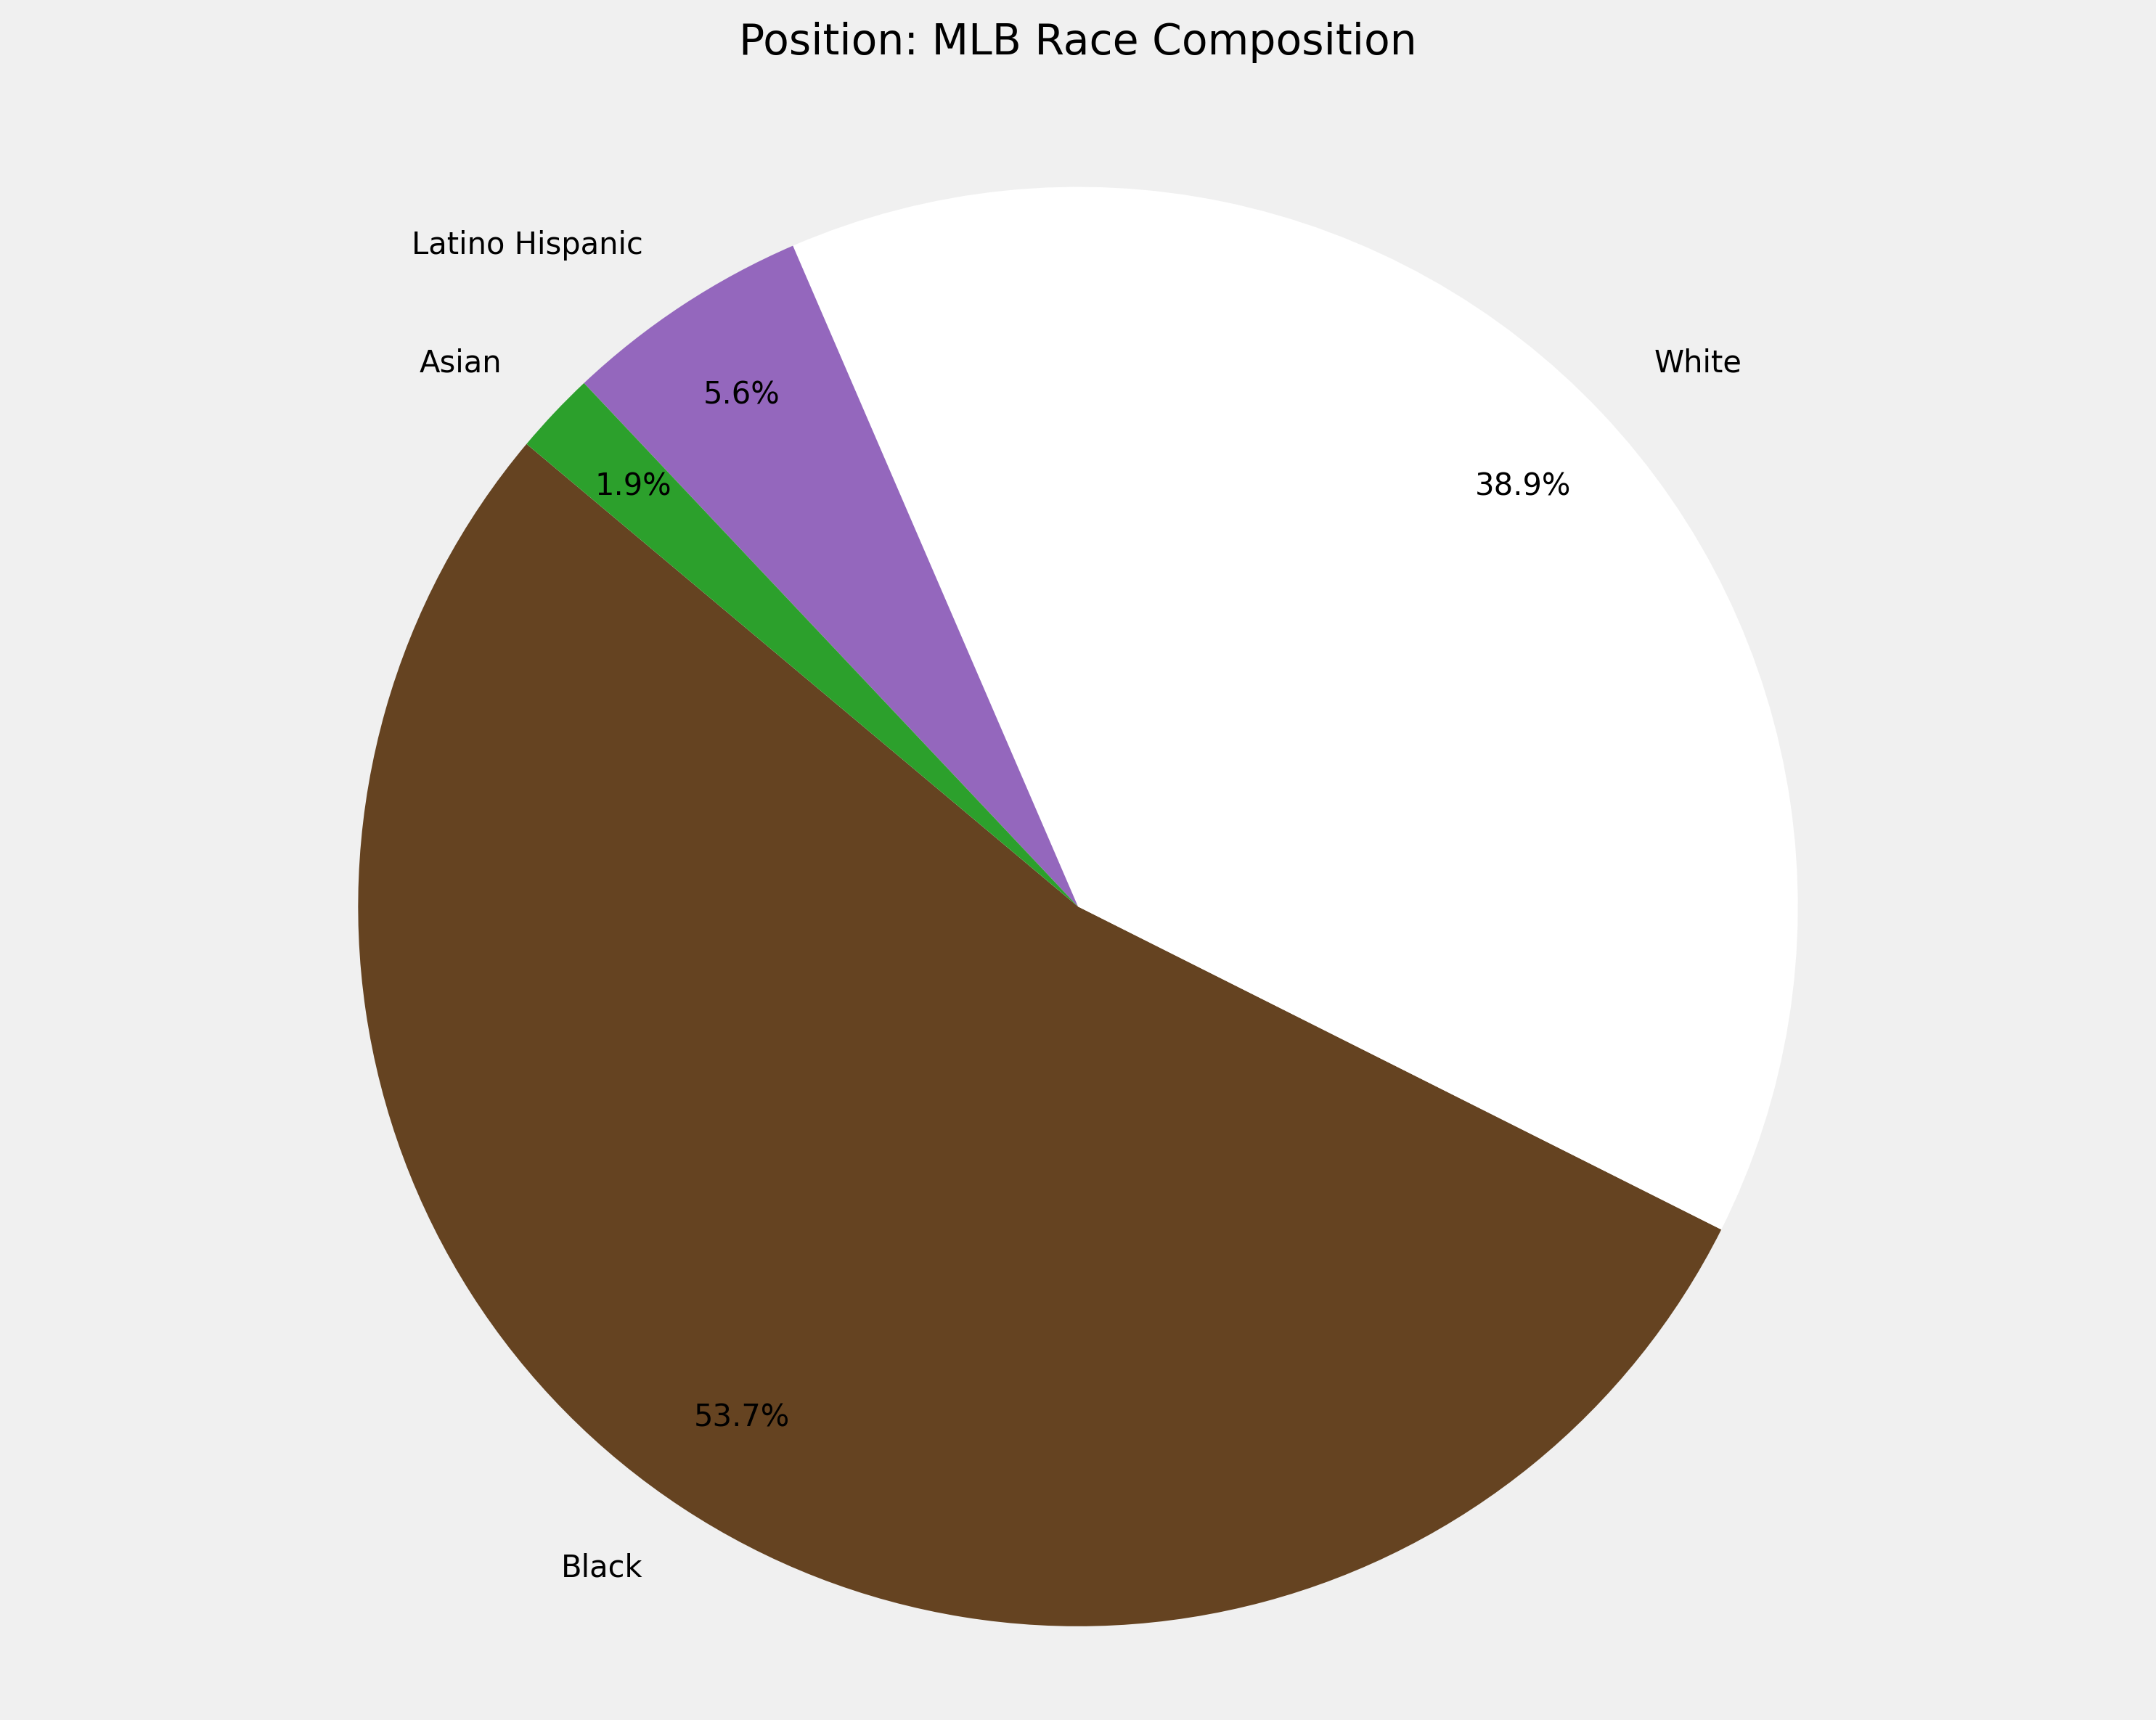 Position: MLB Race Composition
Latino Hispanic
Asian
White
5.6%
1.9%
38.9%
53.7%
Black